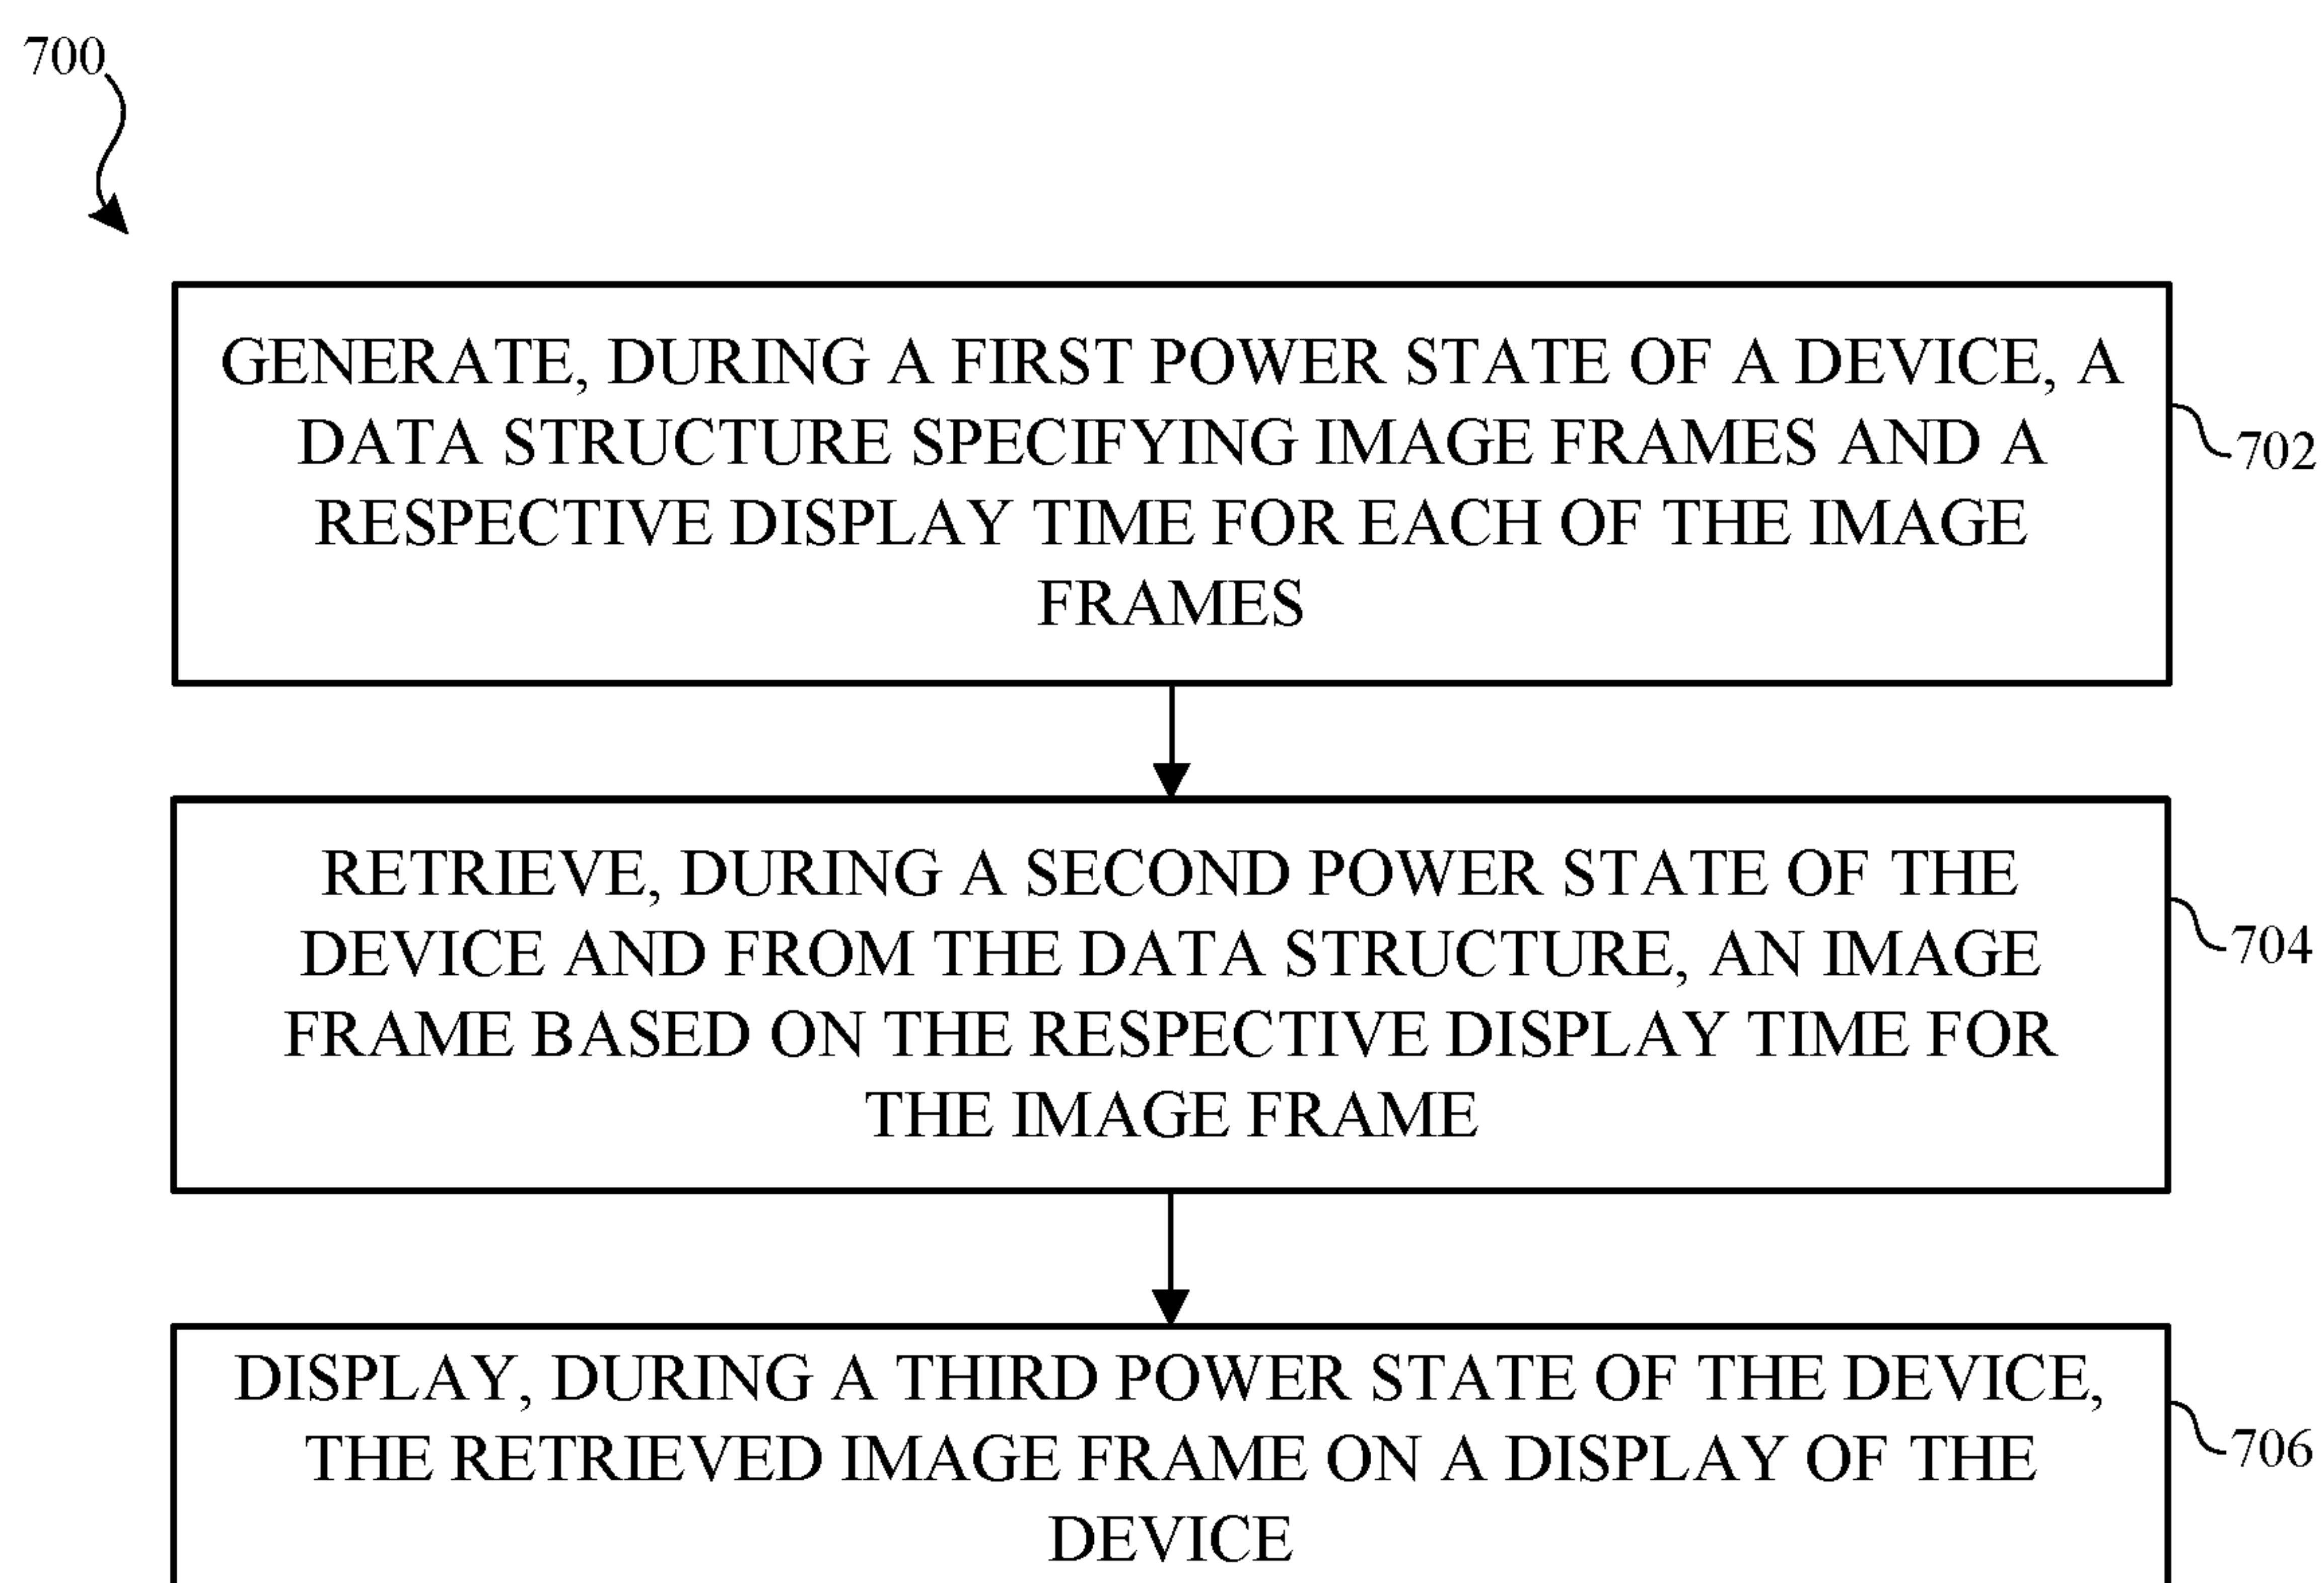 700
GENERATE, DURING A FIRST POWER STATE OF A DEVICE, A
DATA STRUCTURE SPECIFYING IMAGE FRAMES AND A
RESPECTIVE DISPLAY TIME FOR EACH OF THE IMAGE
FRAMES
702
RETRIEVE, DURING A SECOND POWER STATE OF THE
DEVICE AND FROM THE DATA STRUCTURE, AN IMAGE
FRAME BASED ON THE RESPECTIVE DISPLAY TIME FOR
THE IMAGE FRAME
704
DISPLAY, DURING A THIRD POWER STATE OF THE DEVICE,
THE RETRIEVED IMAGE FRAME ON A DISPLAY OF THE
DEVICE
706